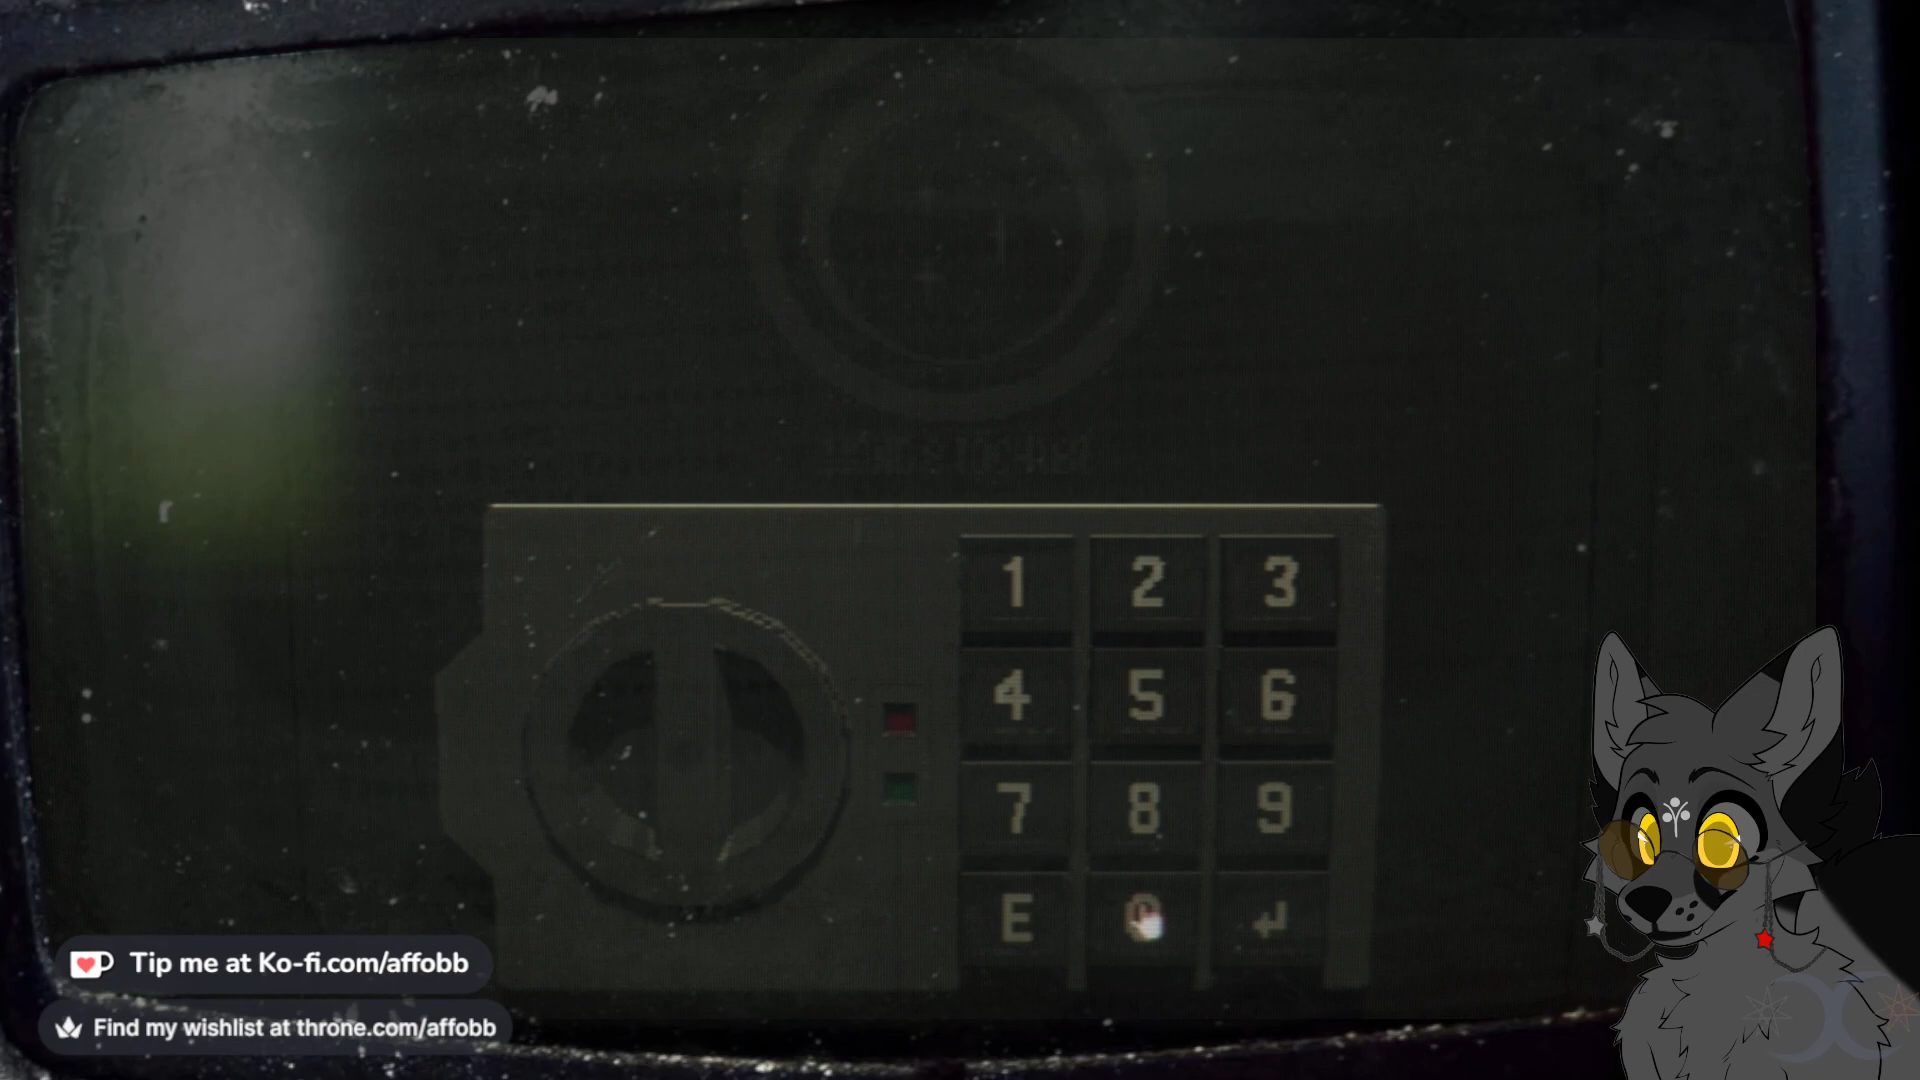 1 2 3
4 5 6
7 8 9
E 0 ↵
Tip me at Ko-fi.com/affobb
Find my wishlist at throne.com/affobb